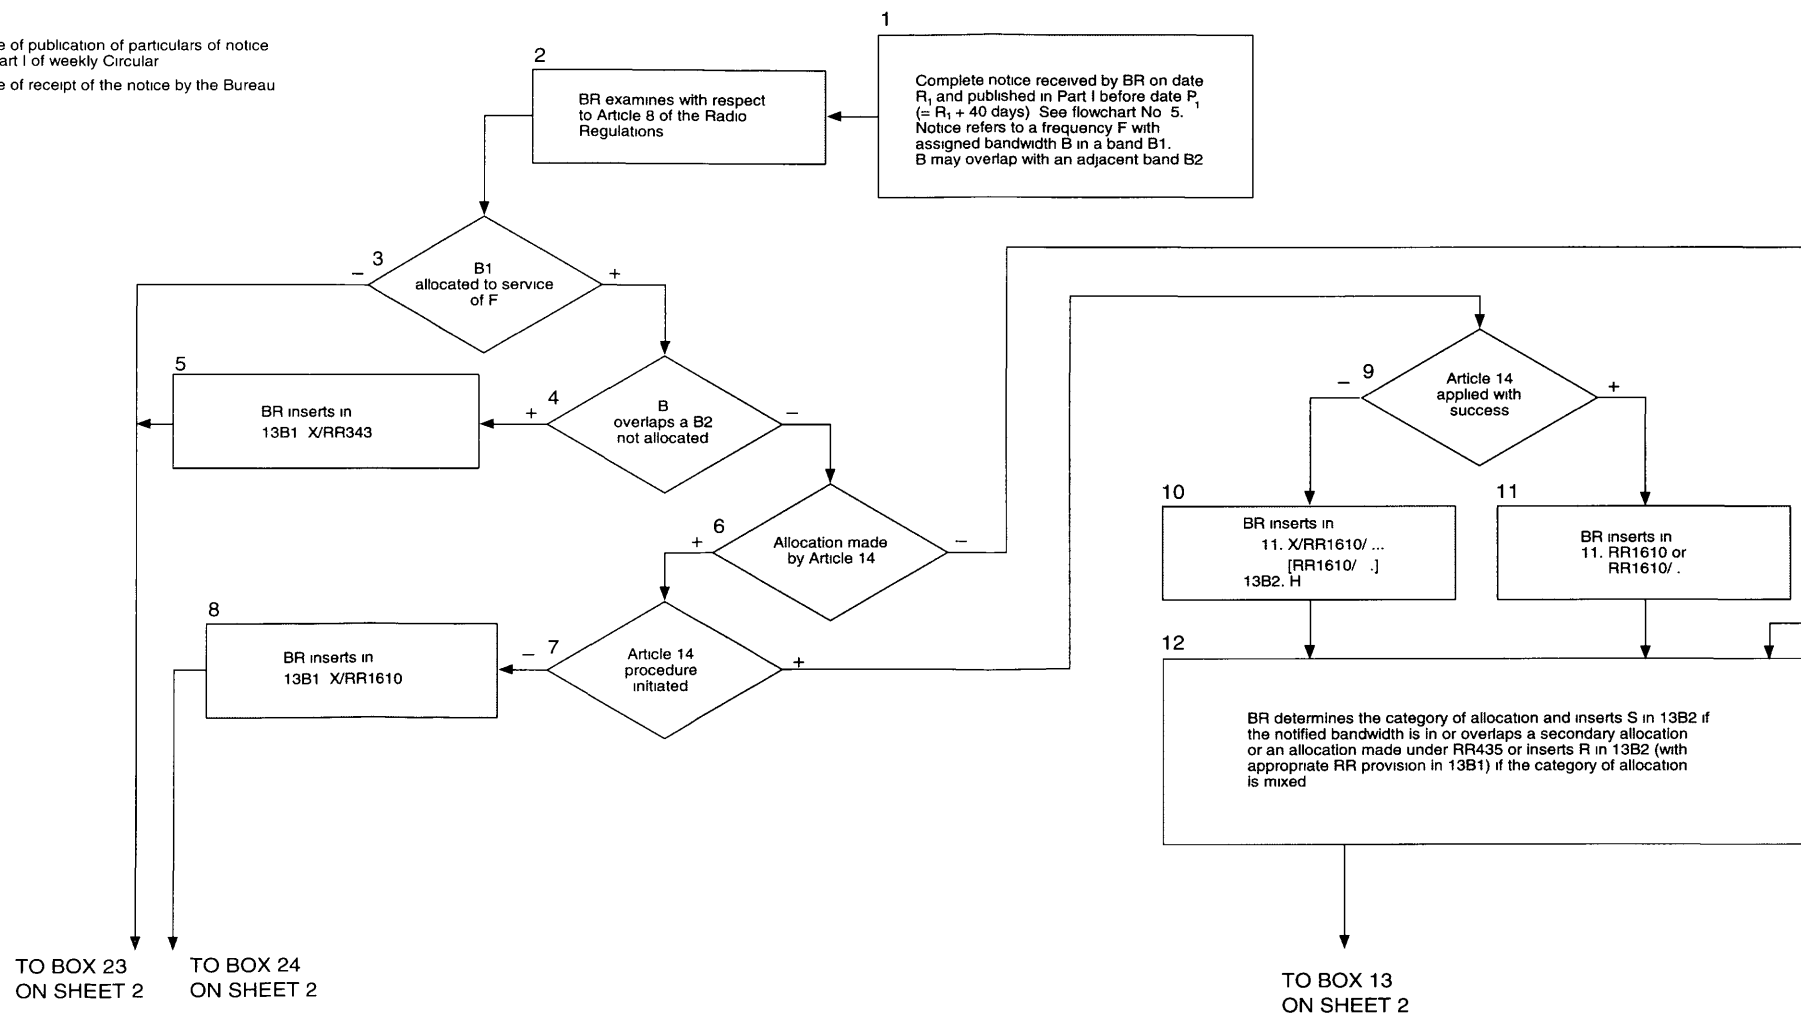 e of publication of particulars of notice
art I of weekly Circular
e of receipt of the notice by the Bureau
1
Complete notice received by BR on date
R1 and published in Part I before date P1
(= R1 + 40 days) See flowchart No 5.
Notice refers to a frequency F with
assigned bandwidth B in a band B1.
B may overlap with an adjacent band B2
2
BR examines with respect
to Article 8 of the Radio
Regulations
3
B1
allocated to service
of F
−
+
4
B
overlaps a B2
not allocated
+
−
5
BR inserts in
13B1 X/RR343
6
Allocation made
by Article 14
+
−
7
Article 14
procedure
initiated
−
+
8
BR inserts in
13B1 X/RR1610
9
Article 14
applied with
success
−
+
10
BR inserts in
11. X/RR1610/ ...
[RR1610/ .]
13B2. H
11
BR inserts in
11. RR1610 or
RR1610/ .
12
BR determines the category of allocation and inserts S in 13B2 if
the notified bandwidth is in or overlaps a secondary allocation
or an allocation made under RR435 or inserts R in 13B2 (with
appropriate RR provision in 13B1) if the category of allocation
is mixed
TO BOX 23
ON SHEET 2
TO BOX 24
ON SHEET 2
TO BOX 13
ON SHEET 2